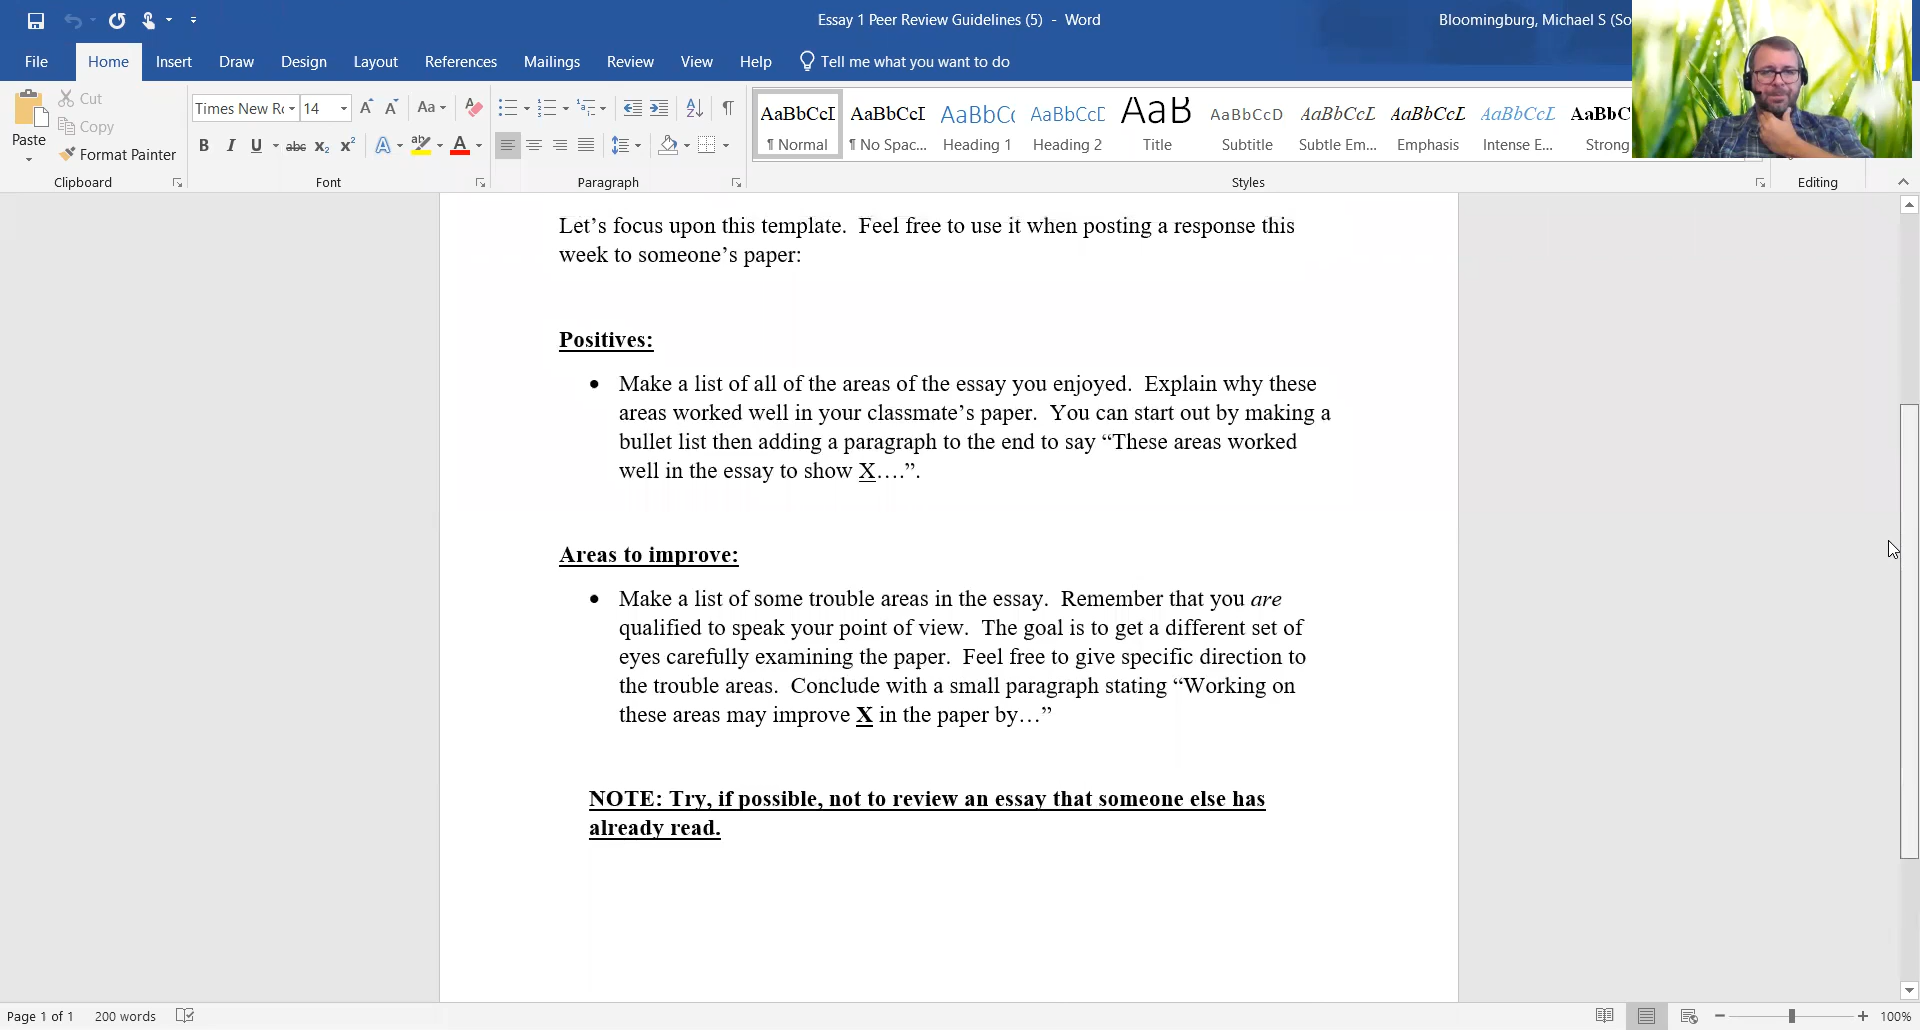 Essay 1 Peer Review Guidelines (5) - Word
Bloomingburg, Michael S (So
File Home Insert Draw Design Layout References Mailings Review View Help Tell me what you want to do
Paste
Cut
Copy
Format Painter
Clipboard
Times New Ro 14
Font
Paragraph
AaBbCcI AaBbCcI AaBbCc AaBbCcD AaB AaBbCcD AaBbCcL AaBbCcL AaBbCcL AaBbC
¶ Normal ¶ No Spac... Heading 1 Heading 2 Title Subtitle Subtle Em... Emphasis Intense E... Strong
Styles
Editing
Let’s focus upon this template. Feel free to use it when posting a response this
week to someone’s paper:
Positives:
• Make a list of all of the areas of the essay you enjoyed. Explain why these
areas worked well in your classmate’s paper. You can start out by making a
bullet list then adding a paragraph to the end to say “These areas worked
well in the essay to show X….”.
Areas to improve:
• Make a list of some trouble areas in the essay. Remember that you are
qualified to speak your point of view. The goal is to get a different set of
eyes carefully examining the paper. Feel free to give specific direction to
the trouble areas. Conclude with a small paragraph stating “Working on
these areas may improve X in the paper by…”
NOTE: Try, if possible, not to review an essay that someone else has
already read.
Page 1 of 1 200 words
100%